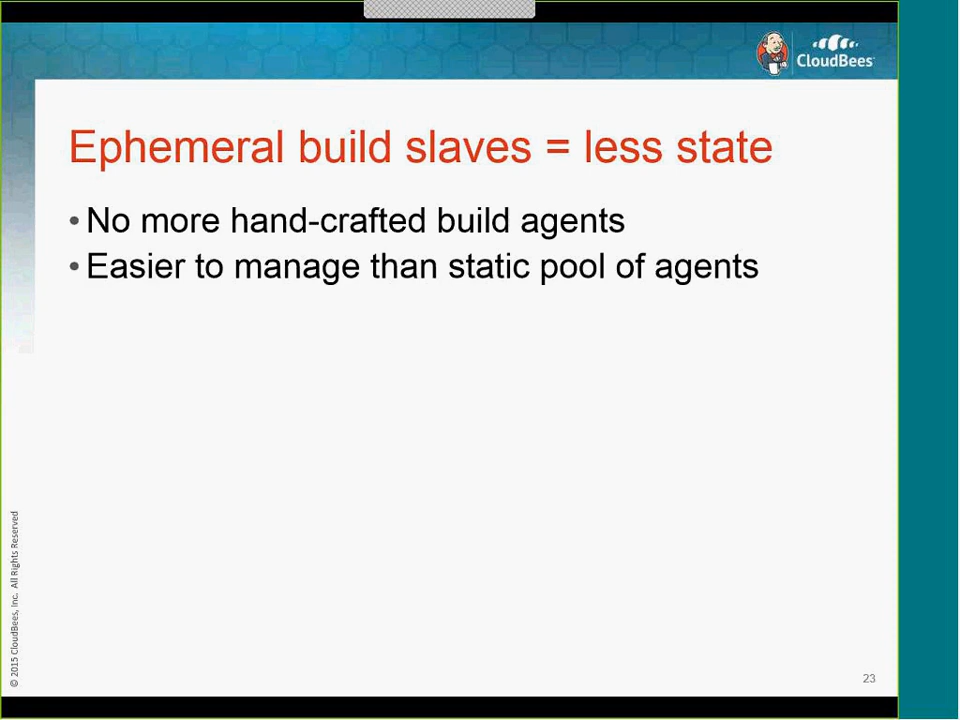 CloudBees
Ephemeral build slaves = less state
• No more hand-crafted build agents
• Easier to manage than static pool of agents
© 2015 CloudBees, Inc. All Rights Reserved
23